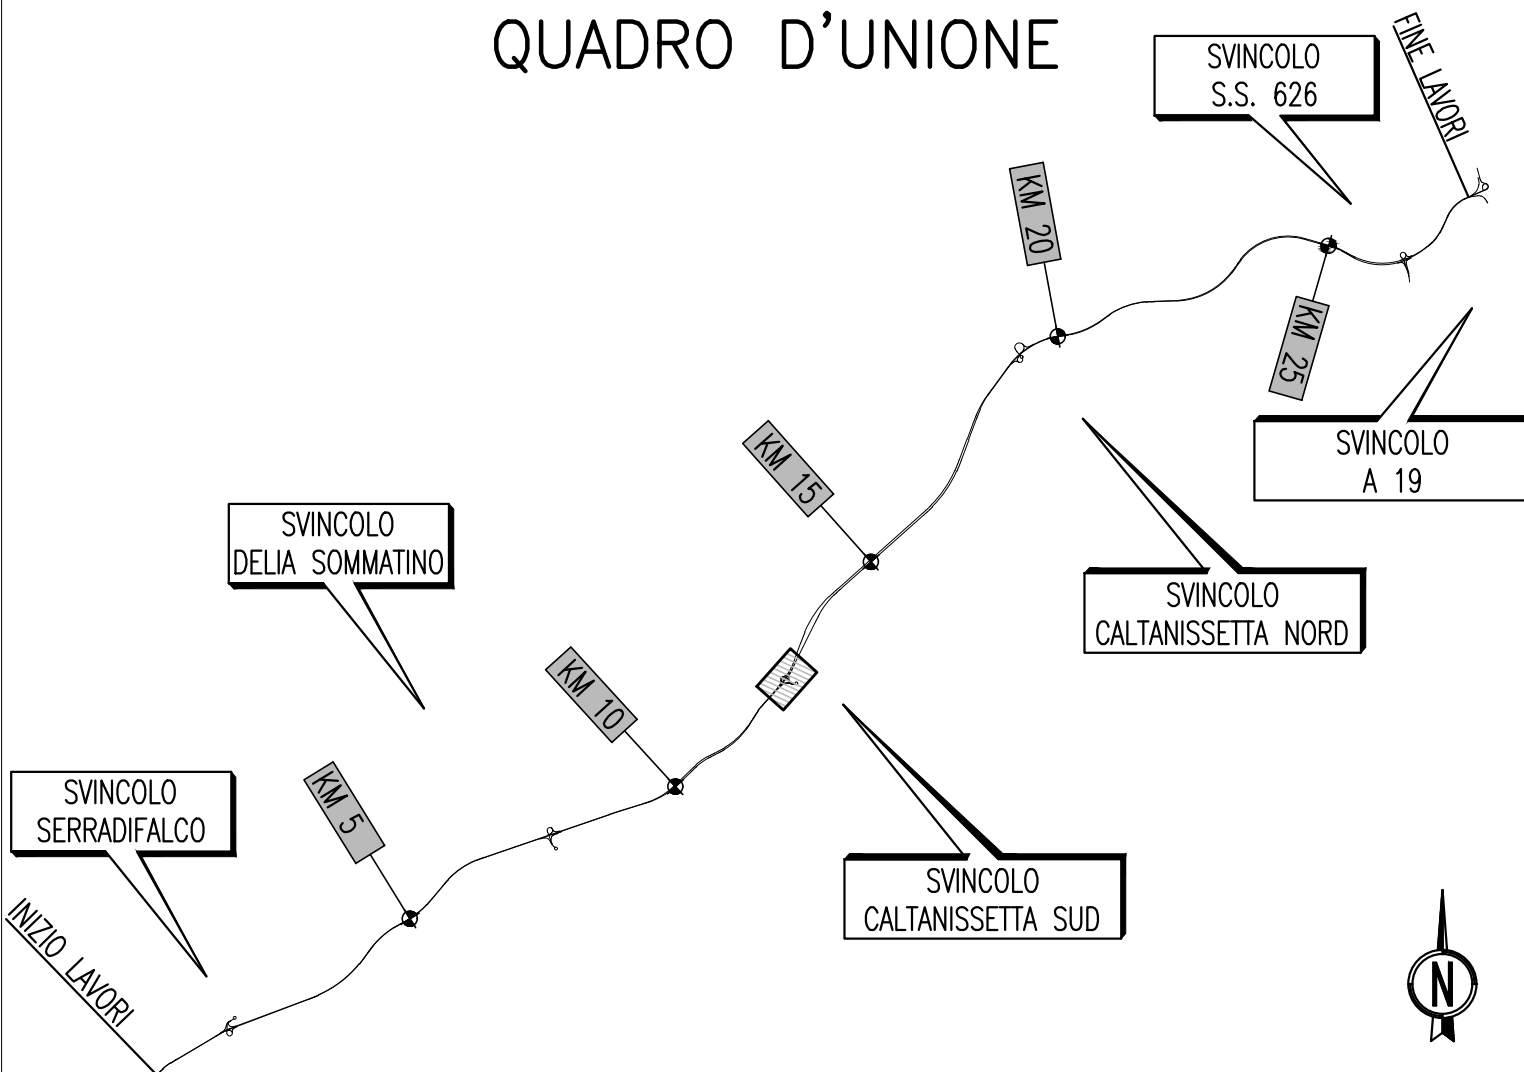 QUADRO D'UNIONE
SVINCOLO
S.S. 626
FINE LAVORI
KM 20
KM 25
SVINCOLO
A 19
KM 15
SVINCOLO
DELIA SOMMATINO
SVINCOLO
CALTANISSETTA NORD
KM 10
KM 5
SVINCOLO
SERRADIFALCO
SVINCOLO
CALTANISSETTA SUD
INIZIO LAVORI
N